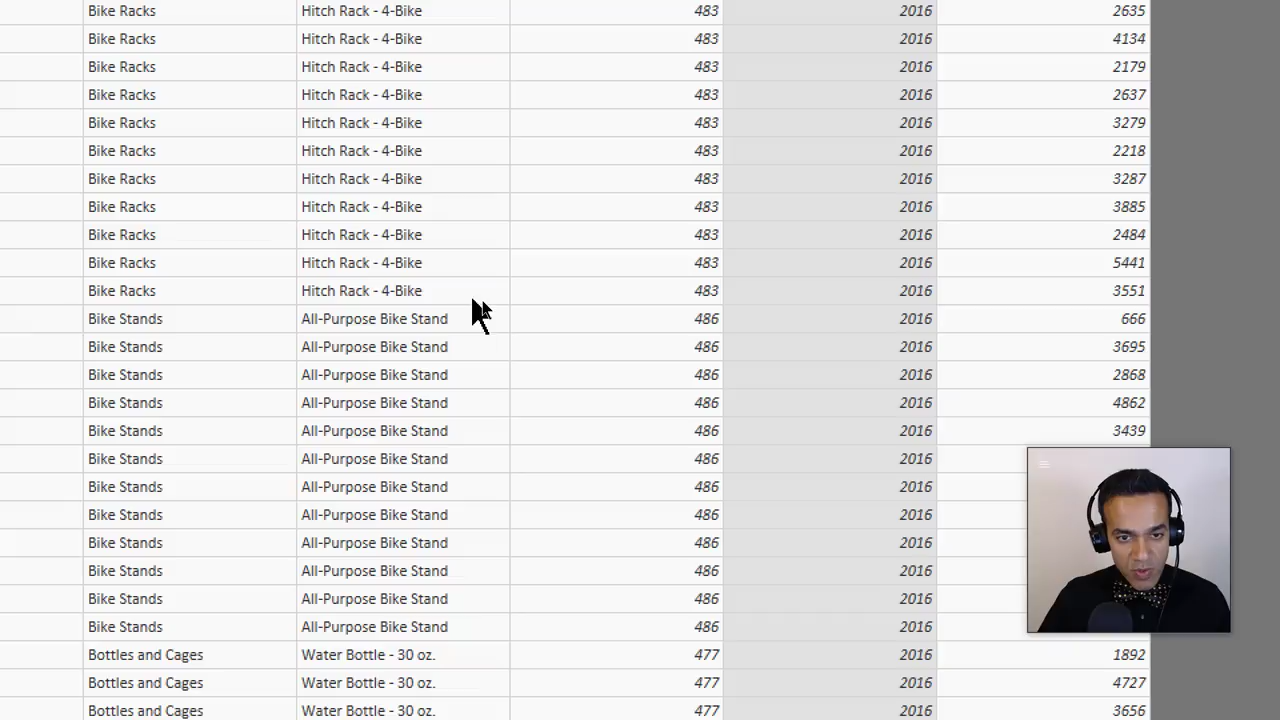 Bike Racks Hitch Rack - 4-Bike 483 2016 2635
Bike Racks Hitch Rack - 4-Bike 483 2016 4134
Bike Racks Hitch Rack - 4-Bike 483 2016 2179
Bike Racks Hitch Rack - 4-Bike 483 2016 2637
Bike Racks Hitch Rack - 4-Bike 483 2016 3279
Bike Racks Hitch Rack - 4-Bike 483 2016 2218
Bike Racks Hitch Rack - 4-Bike 483 2016 3287
Bike Racks Hitch Rack - 4-Bike 483 2016 3885
Bike Racks Hitch Rack - 4-Bike 483 2016 2484
Bike Racks Hitch Rack - 4-Bike 483 2016 5441
Bike Racks Hitch Rack - 4-Bike 483 2016 3551
Bike Stands All-Purpose Bike Stand 486 2016 666
Bike Stands All-Purpose Bike Stand 486 2016 3695
Bike Stands All-Purpose Bike Stand 486 2016 2868
Bike Stands All-Purpose Bike Stand 486 2016 4862
Bike Stands All-Purpose Bike Stand 486 2016 3439
Bike Stands All-Purpose Bike Stand 486 2016
Bike Stands All-Purpose Bike Stand 486 2016
Bike Stands All-Purpose Bike Stand 486 2016
Bike Stands All-Purpose Bike Stand 486 2016
Bike Stands All-Purpose Bike Stand 486 2016
Bike Stands All-Purpose Bike Stand 486 2016
Bike Stands All-Purpose Bike Stand 486 2016
Bottles and Cages Water Bottle - 30 oz. 477 2016 1892
Bottles and Cages Water Bottle - 30 oz. 477 2016 4727
Bottles and Cages Water Bottle - 30 oz. 477 2016 3656